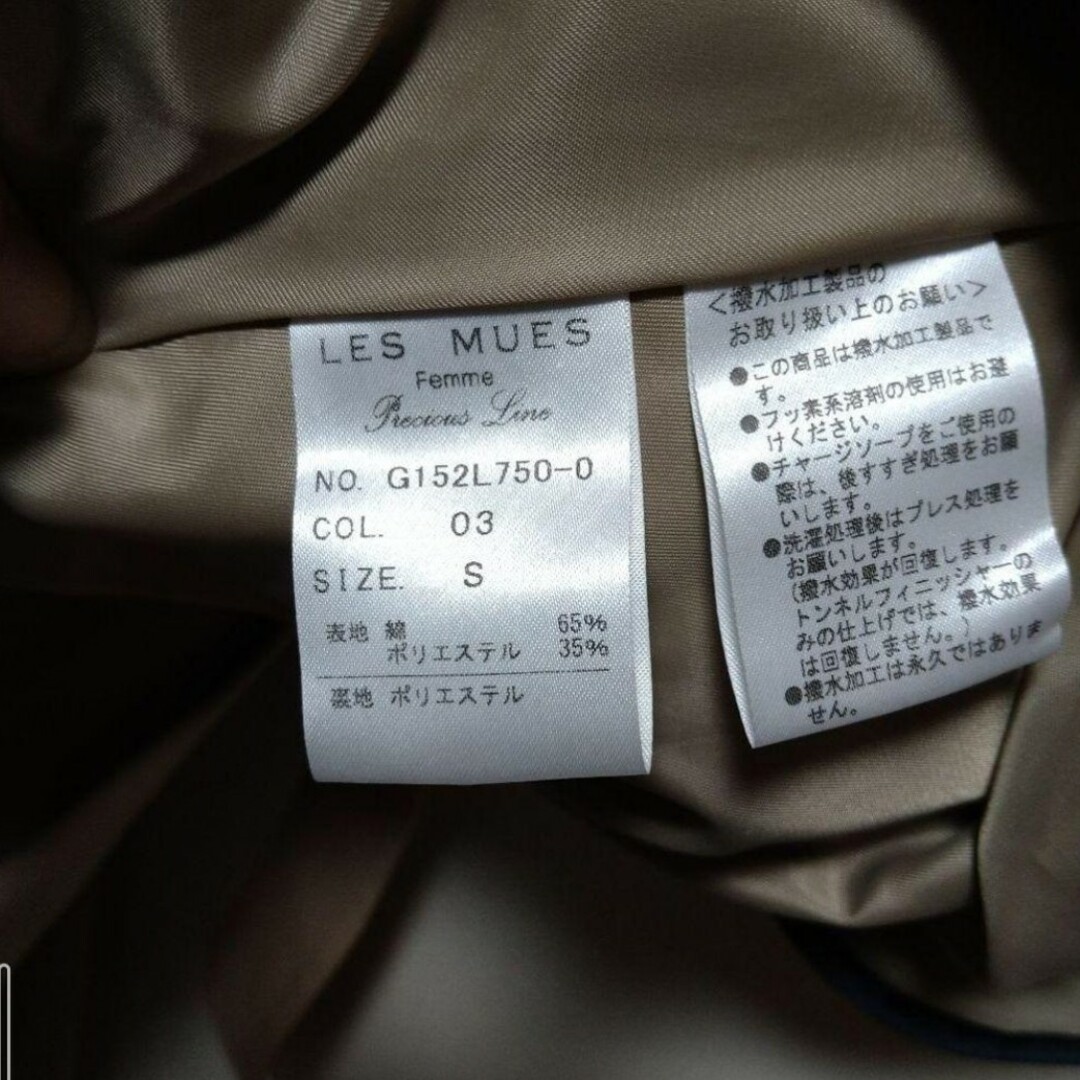 LES MUES
Femme
Precious Line
NO. G152L750-0
COL. 03
SIZE. S
表地 綿 65%
ポリエステル 35%
裏地 ポリエステル
<撥水加工製品の
お取り扱い上のお願い>
●この商品は撥水加工製品で
す。
●フッ素系溶剤の使用はお避
けください。
●チャージソープをご使用の
際は、後すすぎ処理をお願
いします。
●洗濯処理後はプレス処理を
お願いします。
(撥水効果が回復します。
トンネルフィニッシャーの
みの仕上げでは、撥水効果
は回復しません。)
●撥水加工は永久ではありま
せん。